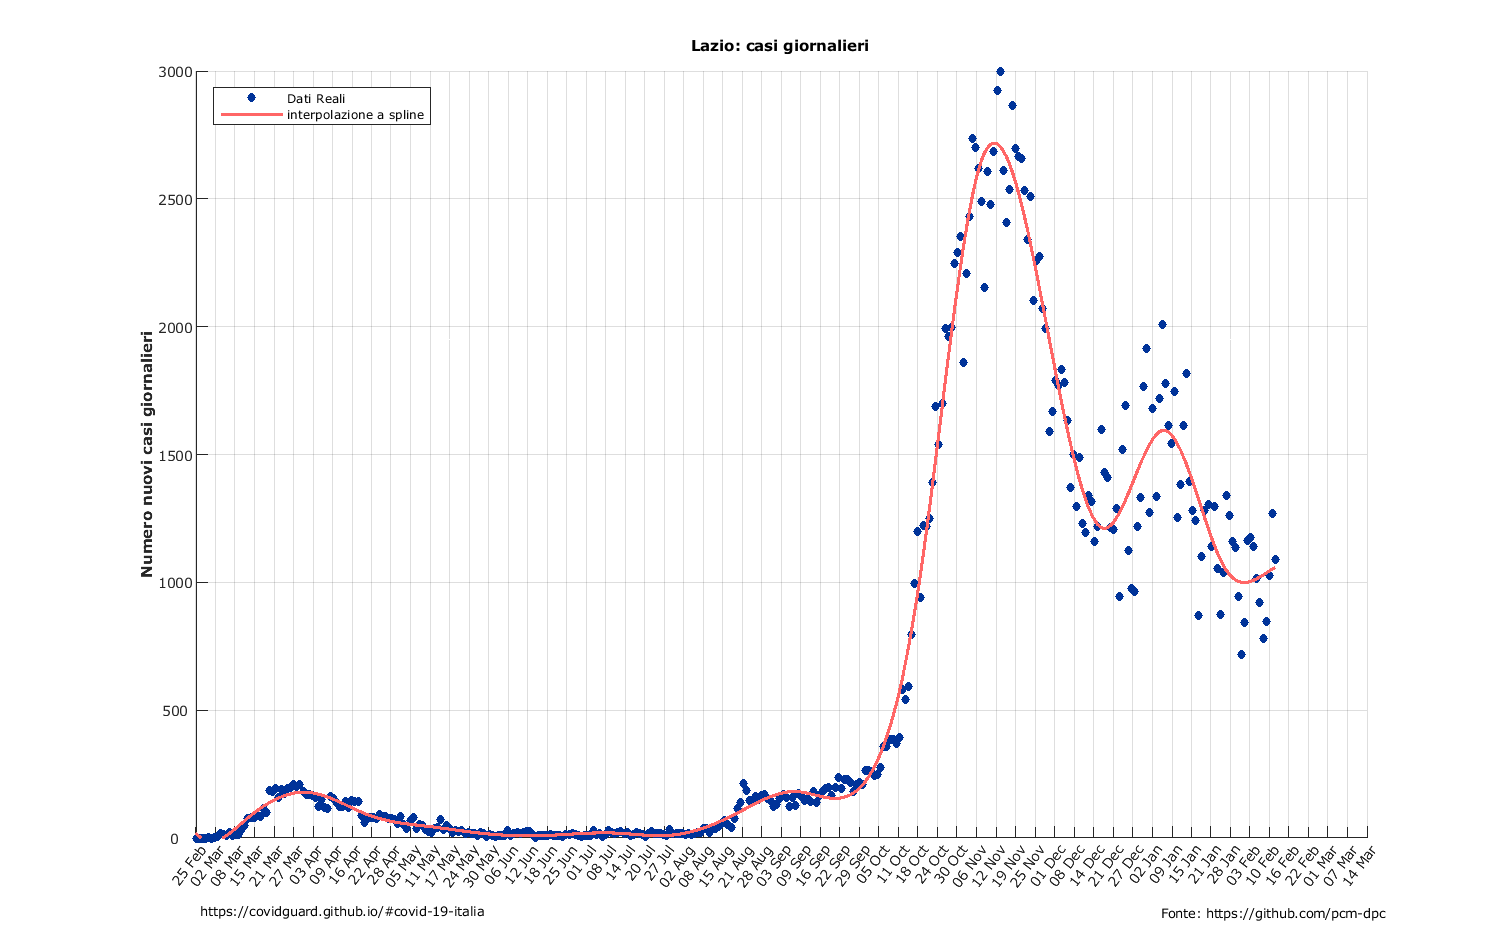 Lazio: casi giornalieri
Dati Reali
interpolazione a spline
Numero nuovi casi giornalieri
3000
2500
2000
1500
1000
500
0
25 Feb
02 Mar
08 Mar
15 Mar
21 Mar
27 Mar
03 Apr
09 Apr
16 Apr
22 Apr
28 Apr
05 May
11 May
17 May
24 May
30 May
06 Jun
12 Jun
18 Jun
25 Jun
01 Jul
08 Jul
14 Jul
20 Jul
27 Jul
02 Aug
08 Aug
15 Aug
21 Aug
28 Aug
03 Sep
09 Sep
16 Sep
22 Sep
29 Sep
05 Oct
11 Oct
18 Oct
24 Oct
30 Oct
06 Nov
12 Nov
19 Nov
25 Nov
01 Dec
08 Dec
14 Dec
21 Dec
27 Dec
02 Jan
09 Jan
15 Jan
21 Jan
28 Jan
03 Feb
10 Feb
16 Feb
22 Feb
01 Mar
07 Mar
14 Mar
https://covidguard.github.io/#covid-19-italia
Fonte: https://github.com/pcm-dpc